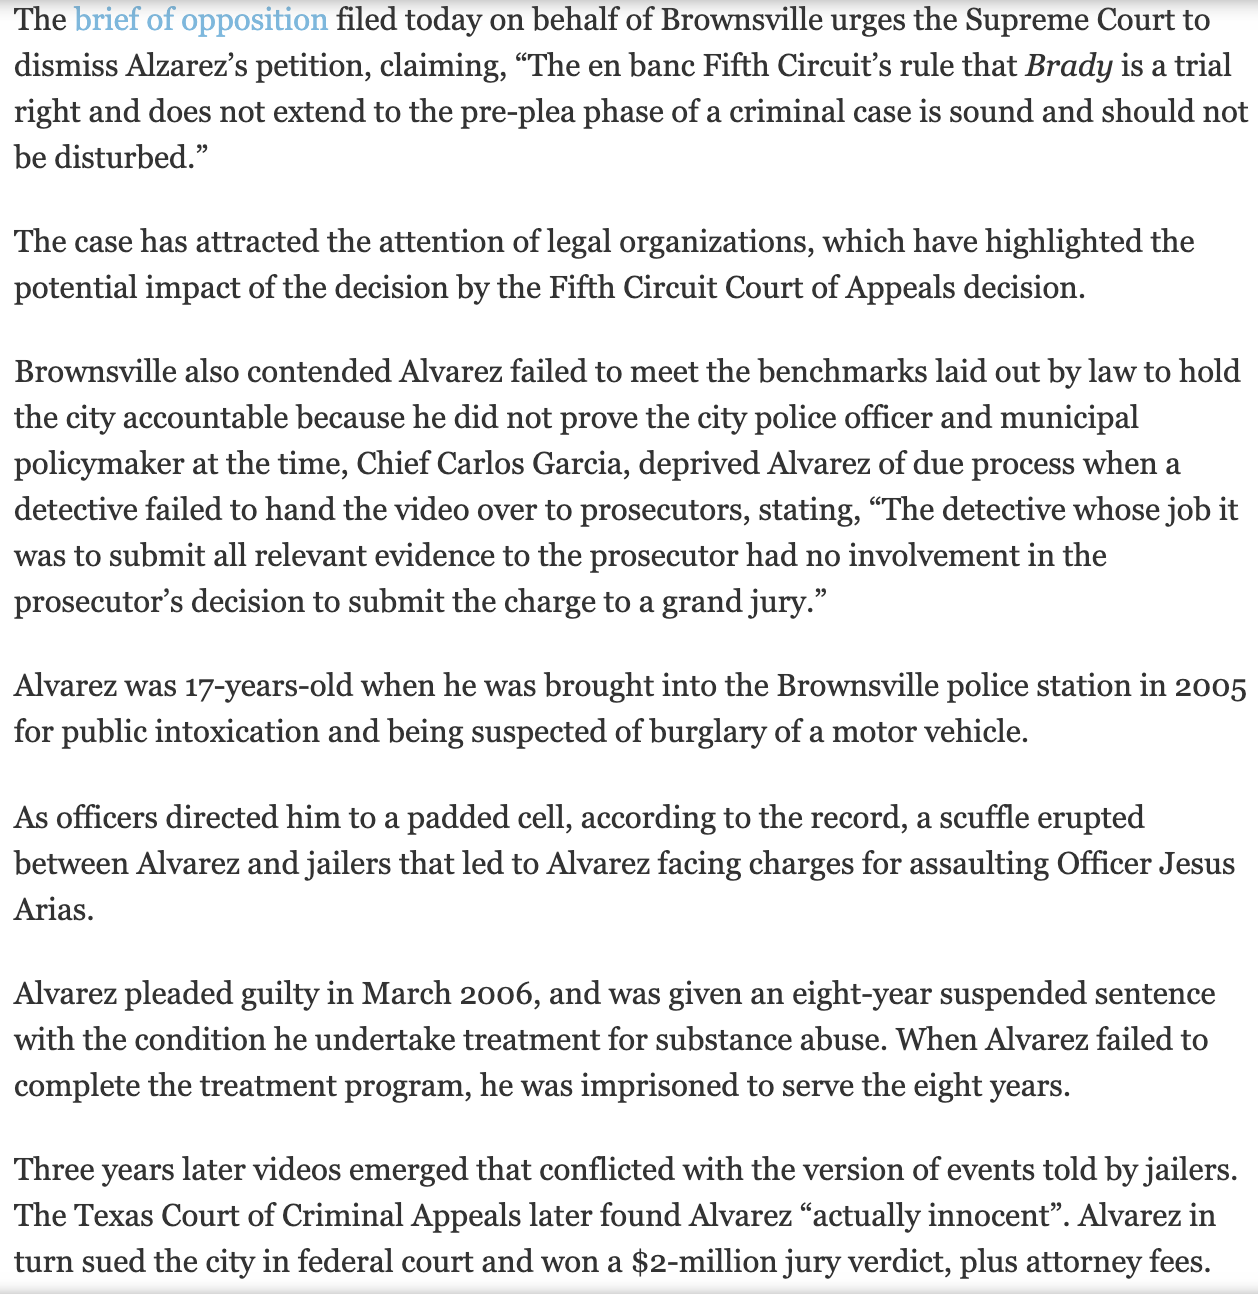 The brief of opposition filed today on behalf of Brownsville urges the Supreme Court to
dismiss Alzarez’s petition, claiming, “The en banc Fifth Circuit’s rule that Brady is a trial
right and does not extend to the pre-plea phase of a criminal case is sound and should not
be disturbed.”
The case has attracted the attention of legal organizations, which have highlighted the
potential impact of the decision by the Fifth Circuit Court of Appeals decision.
Brownsville also contended Alvarez failed to meet the benchmarks laid out by law to hold
the city accountable because he did not prove the city police officer and municipal
policymaker at the time, Chief Carlos Garcia, deprived Alvarez of due process when a
detective failed to hand the video over to prosecutors, stating, “The detective whose job it
was to submit all relevant evidence to the prosecutor had no involvement in the
prosecutor’s decision to submit the charge to a grand jury.”
Alvarez was 17-years-old when he was brought into the Brownsville police station in 2005
for public intoxication and being suspected of burglary of a motor vehicle.
As officers directed him to a padded cell, according to the record, a scuffle erupted
between Alvarez and jailers that led to Alvarez facing charges for assaulting Officer Jesus
Arias.
Alvarez pleaded guilty in March 2006, and was given an eight-year suspended sentence
with the condition he undertake treatment for substance abuse. When Alvarez failed to
complete the treatment program, he was imprisoned to serve the eight years.
Three years later videos emerged that conflicted with the version of events told by jailers.
The Texas Court of Criminal Appeals later found Alvarez “actually innocent”. Alvarez in
turn sued the city in federal court and won a $2-million jury verdict, plus attorney fees.